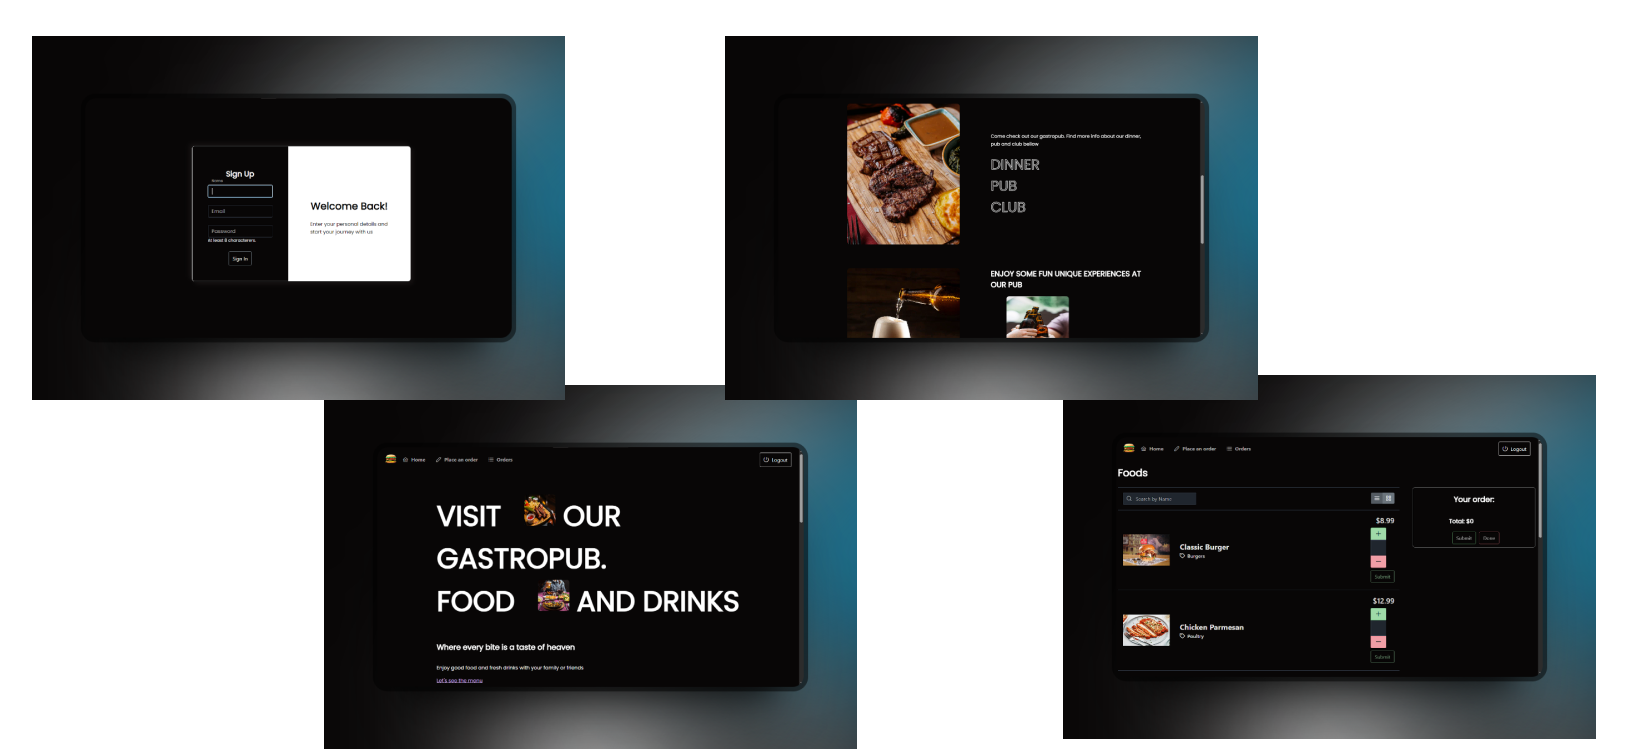 Sign Up
Name
Email
Password
At least 8 characterers.
Sign In
Welcome Back!
Enter your personal details and
start your journey with us
Come check out our gastropub. Find more info about our dinner,
pub and club bellow
DINNER
PUB
CLUB
ENJOY SOME FUN UNIQUE EXPERIENCES AT
OUR PUB
Home Place an order Orders Logout
VISIT OUR
GASTROPUB.
FOOD AND DRINKS
Where every bite is a taste of heaven
Enjoy good food and fresh drinks with your family or friends
Let's see the menu
Home Place an order Orders Logout
Foods
Search by Name
$8.99
+
Classic Burger
Burgers
−
Submit
$12.99
+
Chicken Parmesan
Poultry
−
Submit
Your order:
Total: $0
Submit Close